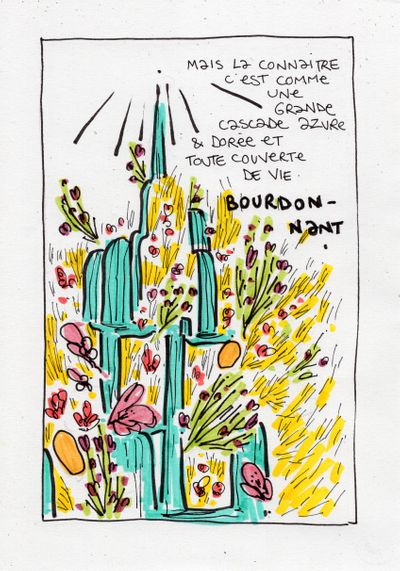 MAIS LA CONNAITRE
C'EST COMME
UNE
GRANDE
CASCADE AZURE
& DORÉE ET
TOUTE COUVERTE
DE VIE.
BOURDON-
NANT.